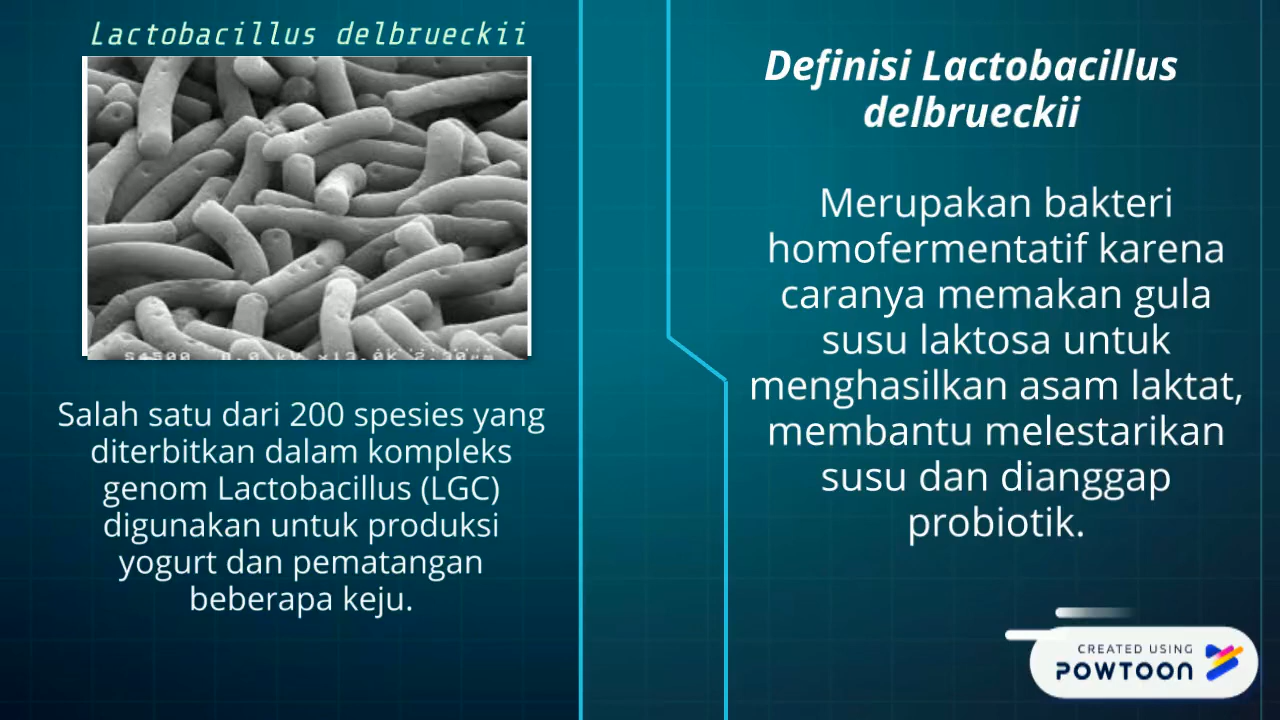 Lactobacillus delbrueckii
Salah satu dari 200 spesies yang
diterbitkan dalam kompleks
genom Lactobacillus (LGC)
digunakan untuk produksi
yogurt dan pematangan
beberapa keju.
Definisi Lactobacillus
delbrueckii
Merupakan bakteri
homofermentatif karena
caranya memakan gula
susu laktosa untuk
menghasilkan asam laktat,
membantu melestarikan
susu dan dianggap
probiotik.
CREATED USING
POWTOON